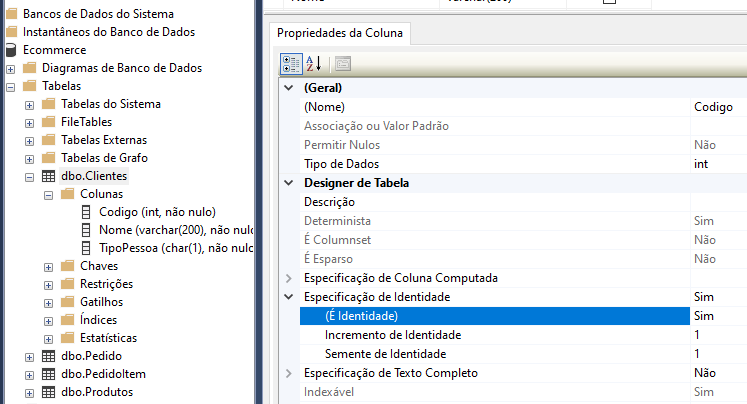 Bancos de Dados do Sistema
Instantâneos do Banco de Dados
Ecommerce
Diagramas de Banco de Dados
Tabelas
Tabelas do Sistema
FileTables
Tabelas Externas
Tabelas de Grafo
dbo.Clientes
Colunas
Codigo (int, não nulo)
Nome (varchar(200), não nulo
TipoPessoa (char(1), não nulo
Chaves
Restrições
Gatilhos
Índices
Estatísticas
dbo.Pedido
dbo.PedidoItem
dbo.Produtos
Propriedades da Coluna
(Geral)
(Nome) Codigo
Associação ou Valor Padrão
Permitir Nulos Não
Tipo de Dados int
Designer de Tabela
Descrição
Determinista Sim
É Columnset Não
É Esparso Não
Especificação de Coluna Computada
Especificação de Identidade Sim
(É Identidade) Sim
Incremento de Identidade 1
Semente de Identidade 1
Especificação de Texto Completo Não
Indexável Sim